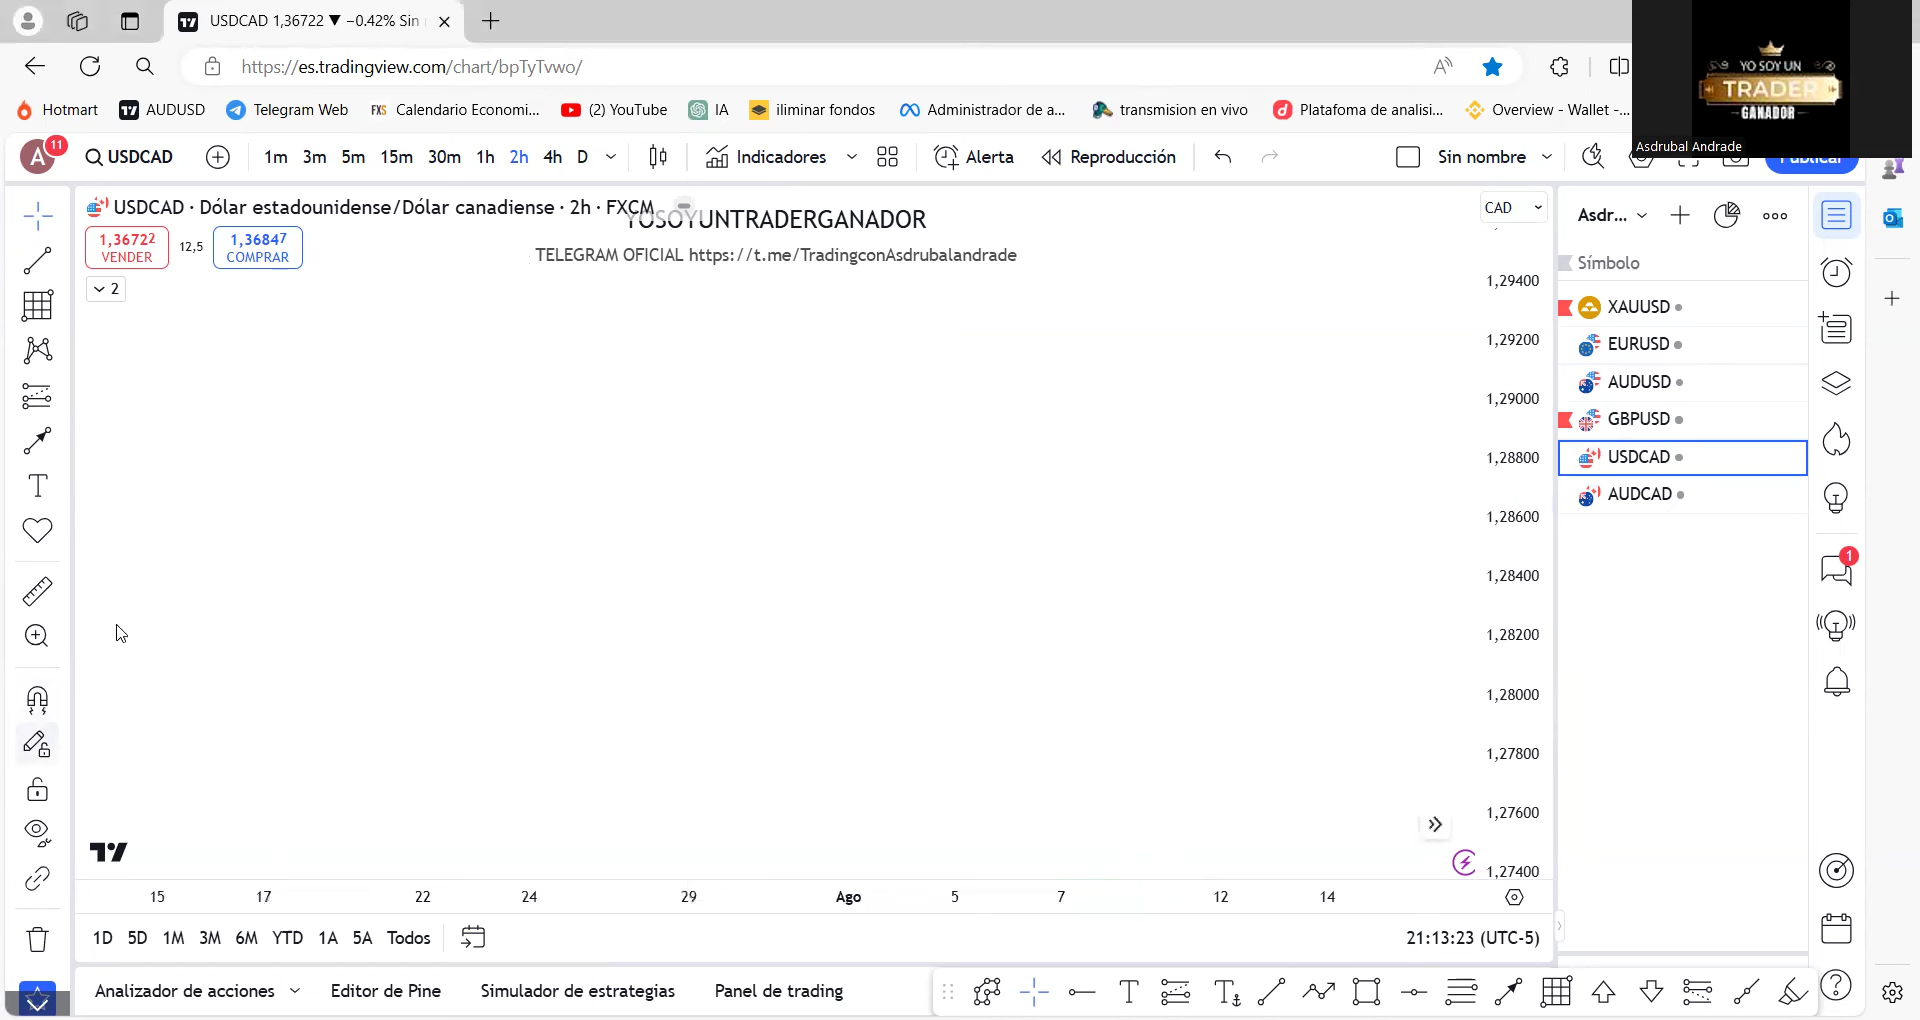 USDCAD 1,36722 ▼ −0.42% Sin
https://es.tradingview.com/chart/bpTyTvwo/
Hotmart
AUDUSD
Telegram Web
FXS Calendario Economi...
(2) YouTube
IA
iliminar fondos
Administrador de a...
transmision en vivo
Platafoma de analisi...
Overview - Wallet -...
YO SOY UN
TRADER
GANADOR
Asdrubal Andrade
A
11
USDCAD
1m 3m 5m 15m 30m 1h 2h 4h D
Indicadores
Alerta
Reproducción
Sin nombre
Publicar
USDCAD · Dólar estadounidense/Dólar canadiense · 2h · FXCM
YOSOYUNTRADERGANADOR
CAD
1,36722
VENDER
12,5
1,36847
COMPRAR
TELEGRAM OFICIAL https://t.me/TradingconAsdrubalandrade
2
1,29400
1,29200
1,29000
1,28800
1,28600
1,28400
1,28200
1,28000
1,27800
1,27600
1,27400
Asdr...
Símbolo
XAUUSD
EURUSD
AUDUSD
GBPUSD
USDCAD
AUDCAD
1
15 17 22 24 29 Ago 5 7 12 14
1D 5D 1M 3M 6M YTD 1A 5A Todos
21:13:23 (UTC-5)
Analizador de acciones
Editor de Pine
Simulador de estrategias
Panel de trading